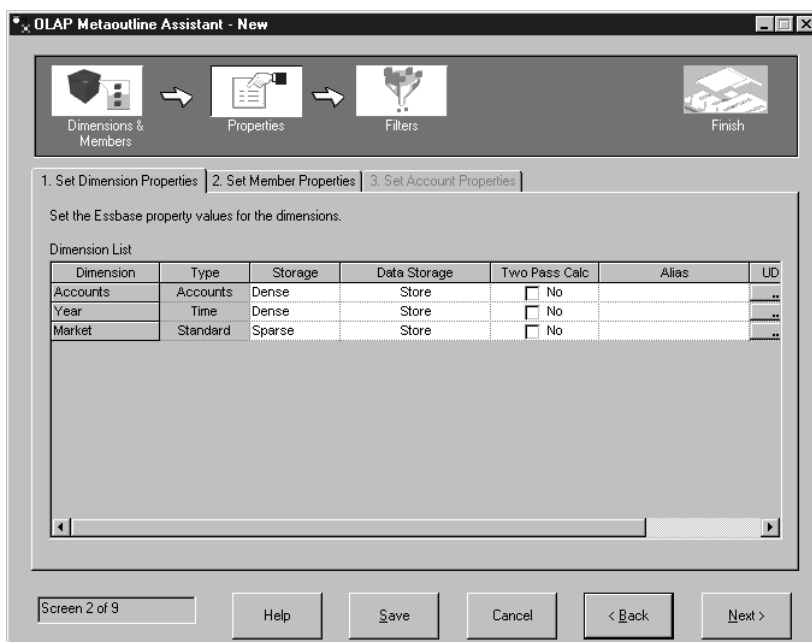 OLAP Metaoutline Assistant - New
Dimensions & Members
Properties
Filters
Finish
1. Set Dimension Properties 2. Set Member Properties 3. Set Account Properties
Set the Essbase property values for the dimensions.
Dimension List
Dimension Type Storage Data Storage Two Pass Calc Alias UD
Accounts Accounts Dense Store No ..
Year Time Dense Store No ..
Market Standard Sparse Store No ..
Screen 2 of 9 Help Save Cancel < Back Next >